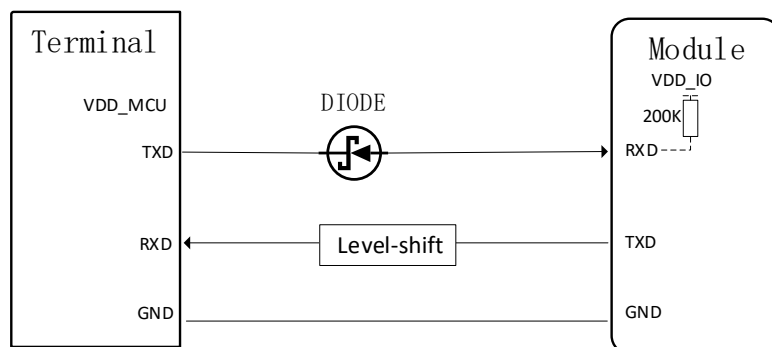 Terminal
Module
VDD_IO
VDD_MCU
DIODE
200K
TXD
RXD
RXD
Level-shift
TXD
GND
GND